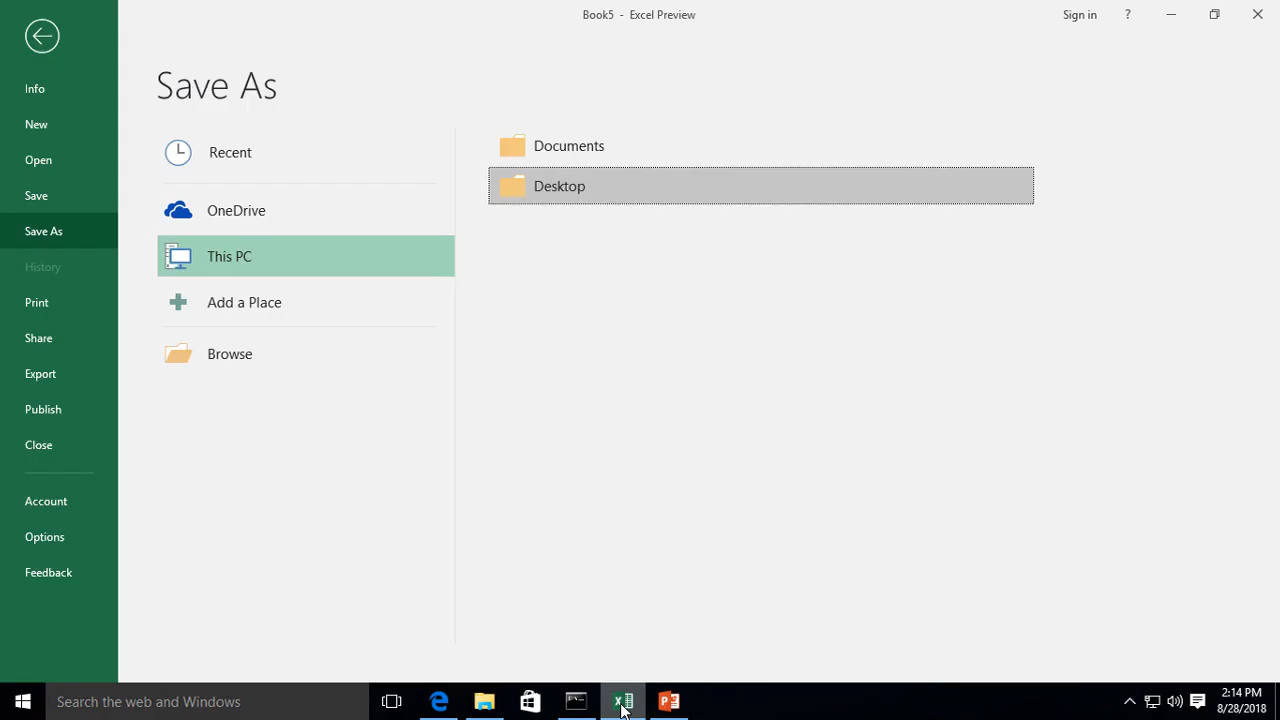 Book5 - Excel Preview
Sign in
?
Info
New
Open
Save
Save As
History
Print
Share
Export
Publish
Close
Account
Options
Feedback
Save As
Recent
OneDrive
This PC
Add a Place
Browse
Documents
Desktop
Search the web and Windows
2:14 PM
8/28/2018